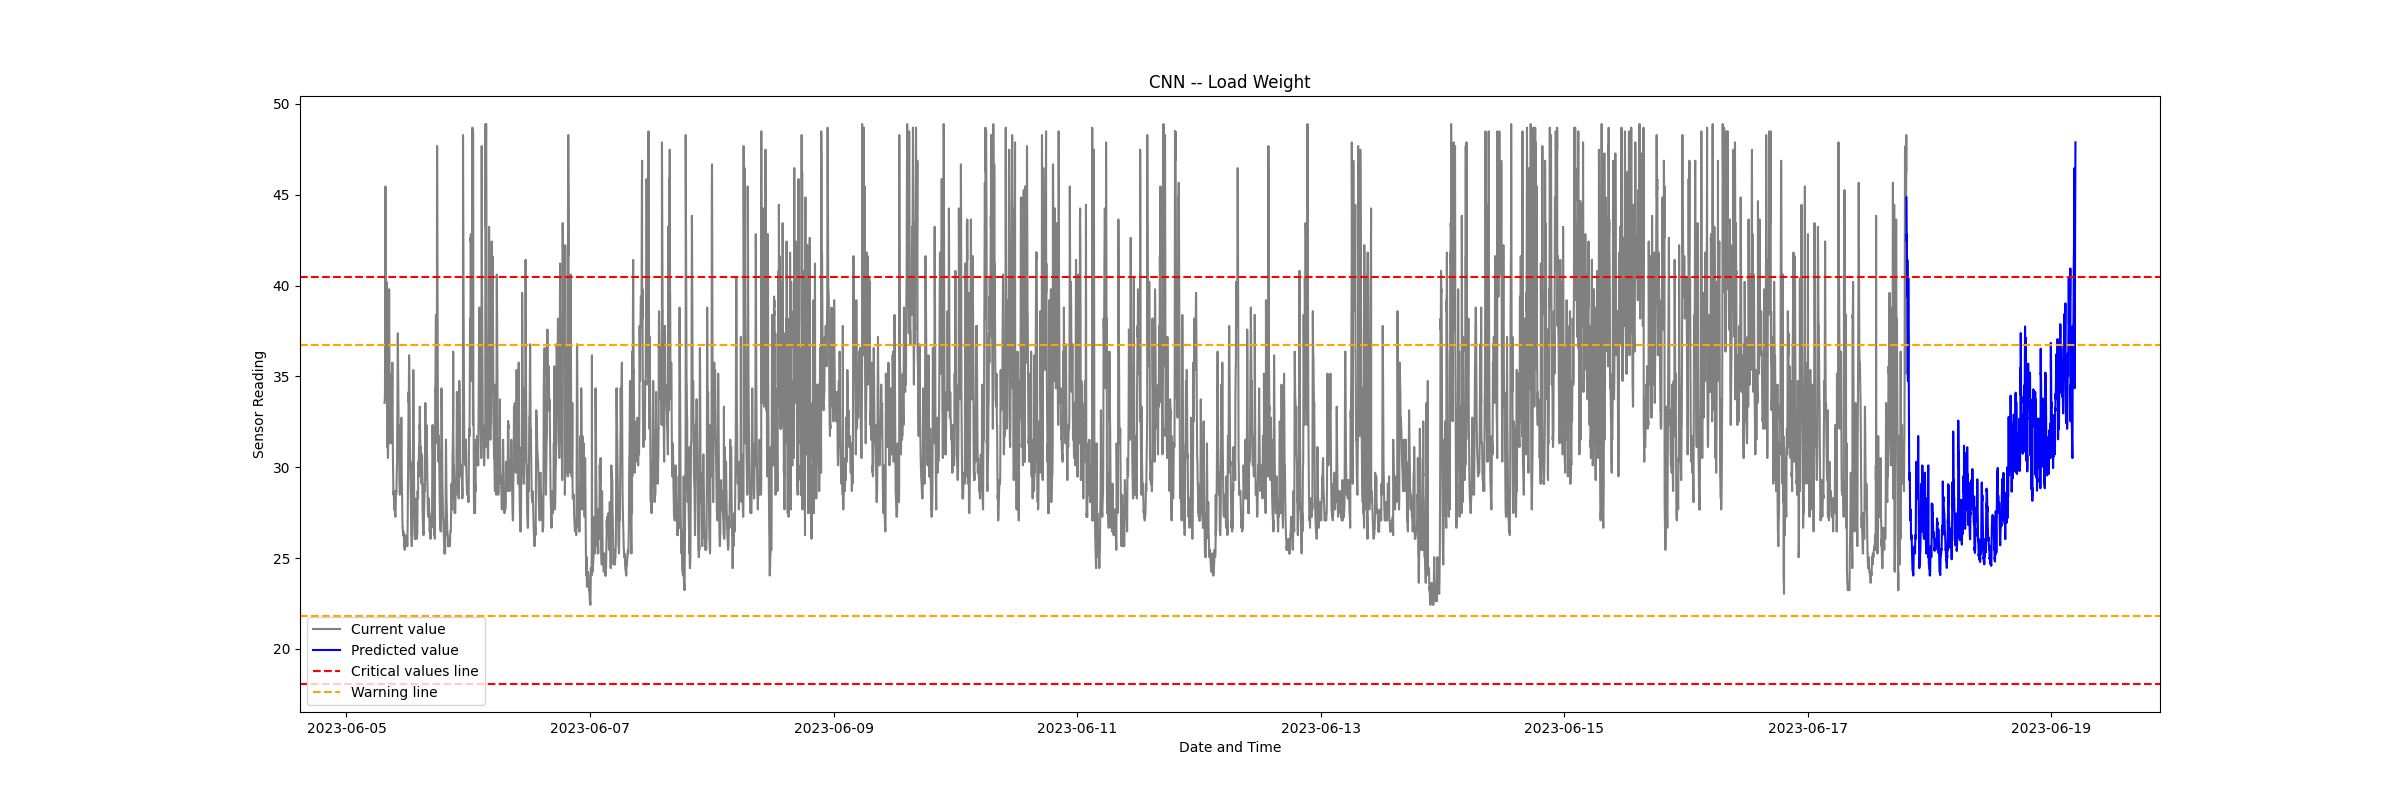 CNN -- Load Weight
50
45
40
35
30
25
20
Sensor Reading
Current value
Predicted value
Critical values line
Warning line
2023-06-05 2023-06-07 2023-06-09 2023-06-11 2023-06-13 2023-06-15 2023-06-17 2023-06-19
Date and Time